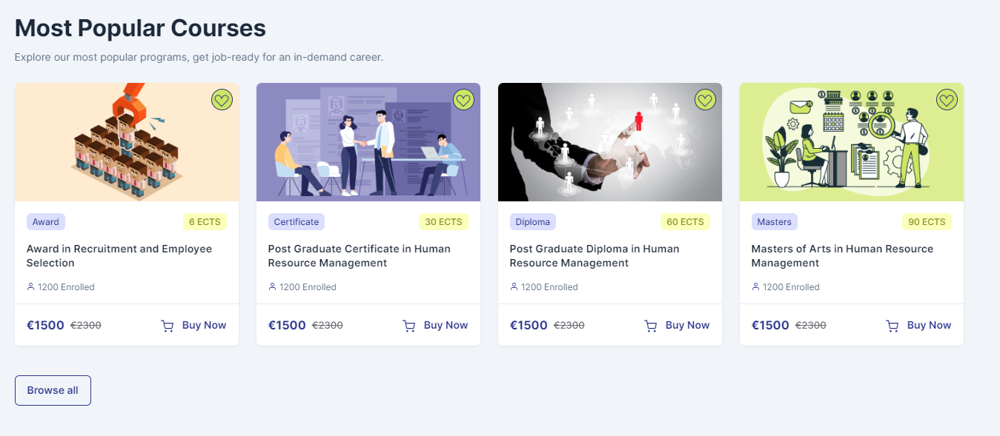 Most Popular Courses
Explore our most popular programs, get job-ready for an in-demand career.
Award
6 ECTS
Award in Recruitment and Employee
Selection
1200 Enrolled
€1500 €2300
Buy Now
Certificate
30 ECTS
Post Graduate Certificate in Human
Resource Management
1200 Enrolled
€1500 €2300
Buy Now
Diploma
60 ECTS
Post Graduate Diploma in Human
Resource Management
1200 Enrolled
€1500 €2300
Buy Now
Masters
90 ECTS
Masters of Arts in Human Resource
Management
1200 Enrolled
€1500 €2300
Buy Now
Browse all